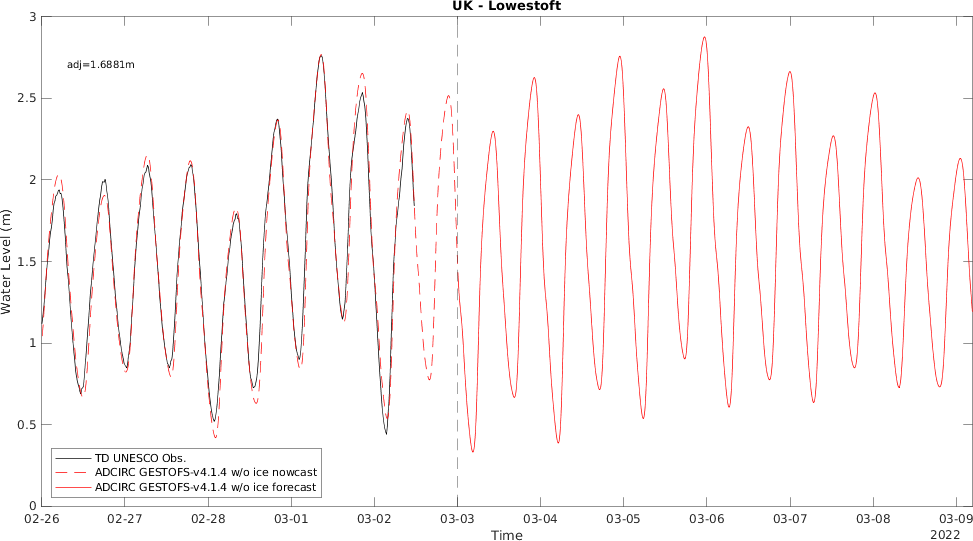 UK - Lowestoft
3
adj=1.6881m
2.5
2
1.5
1
0.5
0
Water Level (m)
TD UNESCO Obs.
ADCIRC GESTOFS-v4.1.4 w/o ice nowcast
ADCIRC GESTOFS-v4.1.4 w/o ice forecast
02-26 02-27 02-28 03-01 03-02 03-03 03-04 03-05 03-06 03-07 03-08 03-09
Time
2022